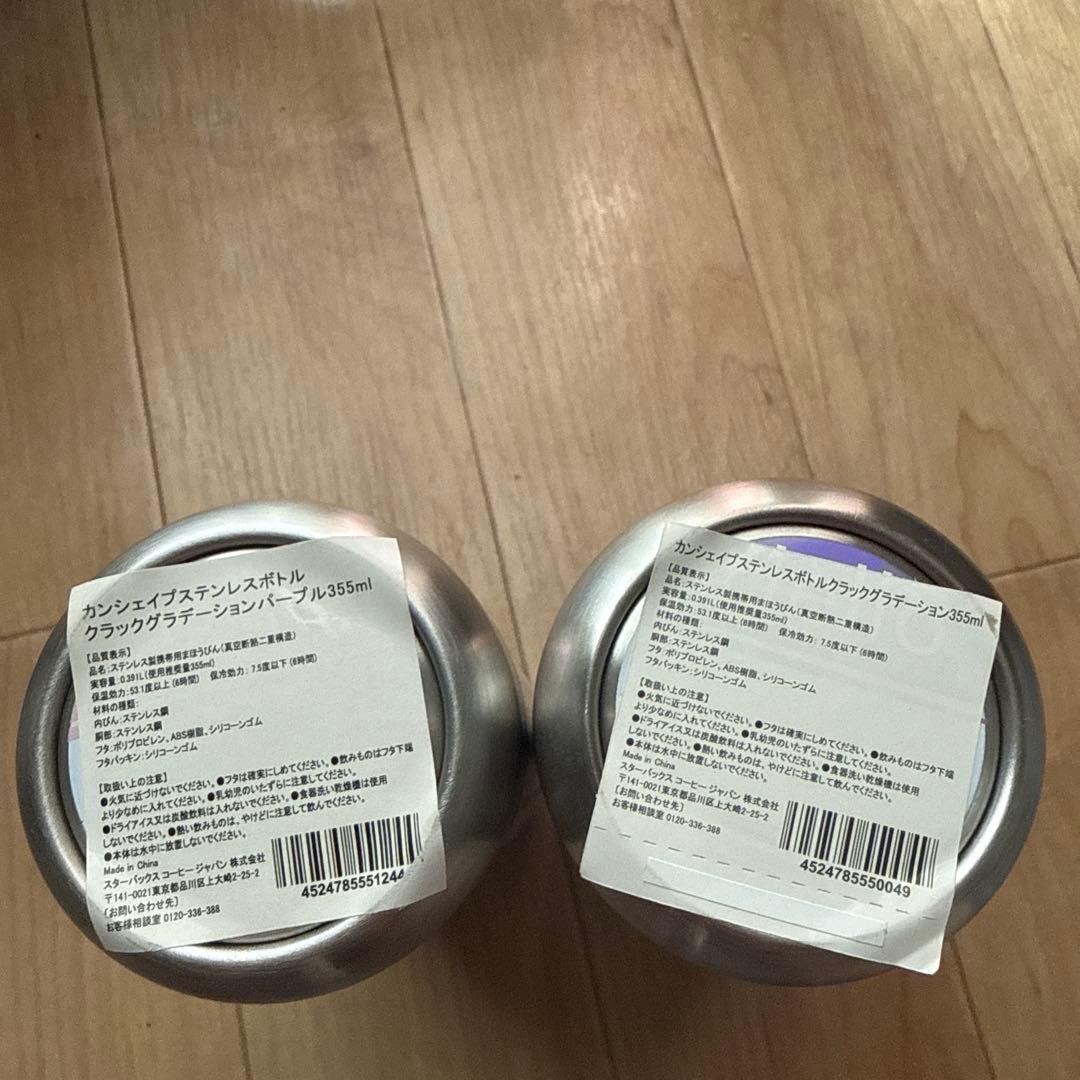 カンシェイプステンレスボトル
クラックグラデーションパープル355ml
【品質表示】
品名:ステンレス製携帯用まほうびん(真空断熱二重構造)
実容量:0.391L(使用推奨量355ml)
保温効力:53.1度以上(6時間) 保冷効力:7.5度以下(6時間)
材料の種類:
内びん:ステンレス鋼
胴部:ステンレス鋼
フタ:ポリプロピレン、ABS樹脂、シリコーンゴム
フタパッキン:シリコーンゴム
【取扱い上の注意】
●火気に近づけないでください。●フタは確実にしめてください。●飲みものはフタ下端
より少なめに入れてください。●乳幼児のいたずらに注意してください。
●ドライアイス又は炭酸飲料は入れないでください。●食器洗い乾燥機は使用
しないでください。●熱い飲みものは、やけどに注意して飲んでください。
●本体は水中に放置しないでください。
Made in China
スターバックス コーヒー ジャパン 株式会社
〒141-0021東京都品川区上大崎2-25-2
[お問い合わせ先]
お客様相談室 0120-336-388
4524785551244
カンシェイプステンレスボトルクラックグラデーション355ml
【品質表示】
品名:ステンレス製携帯用まほうびん(真空断熱二重構造)
実容量:0.391L(使用推奨量355ml)
保温効力:53.1度以上(6時間) 保冷効力:7.5度以下(6時間)
材料の種類:
内びん:ステンレス鋼
胴部:ステンレス鋼
フタ:ポリプロピレン、ABS樹脂、シリコーンゴム
フタパッキン:シリコーンゴム
【取扱い上の注意】
●火気に近づけないでください。●フタは確実にしめてください。●飲みものはフタ下端
より少なめに入れてください。●乳幼児のいたずらに注意してください。
●ドライアイス又は炭酸飲料は入れないでください。●食器洗い乾燥機は使用
しないでください。●熱い飲みものは、やけどに注意して飲んでください。
●本体は水中に放置しないでください。
Made in China
スターバックス コーヒー ジャパン 株式会社
〒141-0021東京都品川区上大崎2-25-2
[お問い合わせ先]
お客様相談室 0120-336-388
4524785550049